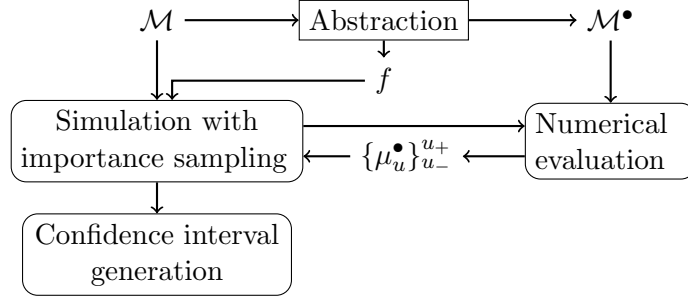 𝓜 Abstraction 𝓜•
f
Simulation with
importance sampling
{μ•ᵤ}ᵘ⁺ᵤ₋
Numerical
evaluation
Confidence interval
generation